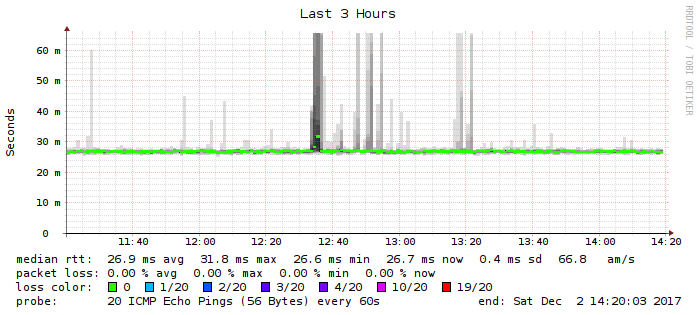 Last 3 Hours
RRDTOOL / TOBI OETIKER
Seconds
60 m
50 m
40 m
30 m
20 m
10 m
0
11:40 12:00 12:20 12:40 13:00 13:20 13:40 14:00 14:20
median rtt: 26.9 ms avg 31.8 ms max 26.6 ms min 26.7 ms now 0.4 ms sd 66.8 am/s
packet loss: 0.00 % avg 0.00 % max 0.00 % min 0.00 % now
loss color: 0 1/20 2/20 3/20 4/20 10/20 19/20
probe: 20 ICMP Echo Pings (56 Bytes) every 60s end: Sat Dec 2 14:20:03 2017